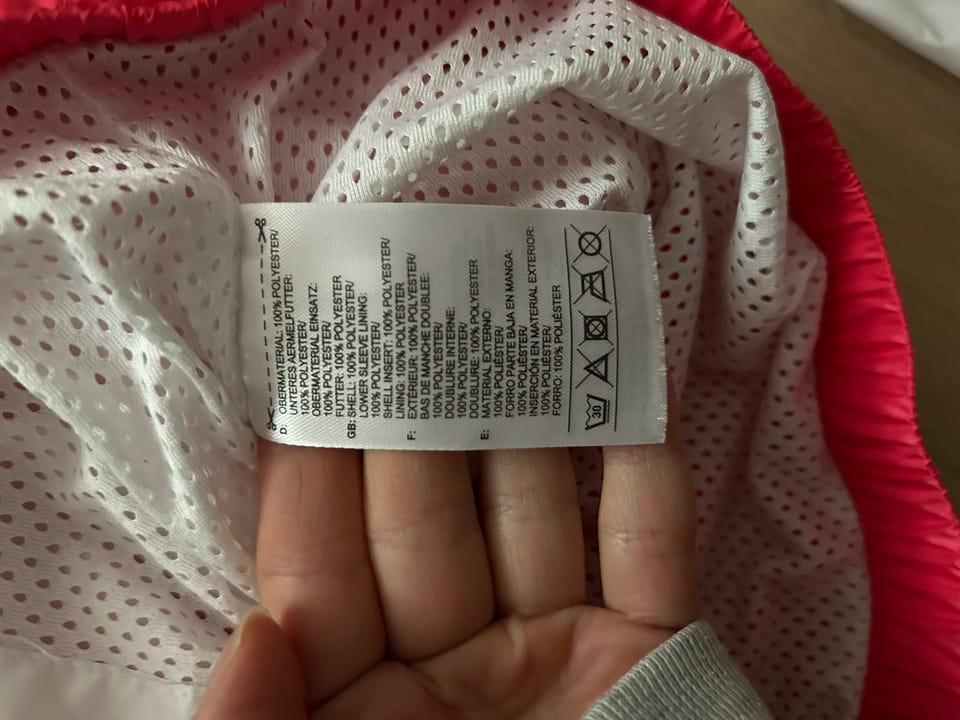 D: OBERMATERIAL: 100% POLYESTER/
UNTERES AERMELFUTTER:
100% POLYESTER/
OBERMATERIAL EINSATZ:
100% POLYESTER/
FUTTER: 100% POLYESTER
GB: SHELL: 100% POLYESTER/
LOWER SLEEVE LINING:
100% POLYESTER/
SHELL INSERT: 100% POLYESTER/
LINING: 100% POLYESTER
F: EXTÉRIEUR: 100% POLYESTER/
BAS DE MANCHE DOUBLEE:
100% POLYESTER/
DOUBLURE INTERNE:
100% POLYESTER/
DOUBLURE: 100% POLYESTER
E: MATERIAL EXTERNO:
100% POLIÉSTER/
FORRO PARTE BAJA EN MANGA:
100% POLIÉSTER/
INSERCIÓN EN MATERIAL EXTERIOR:
100% POLIÉSTER/
FORRO: 100% POLIÉSTER
30